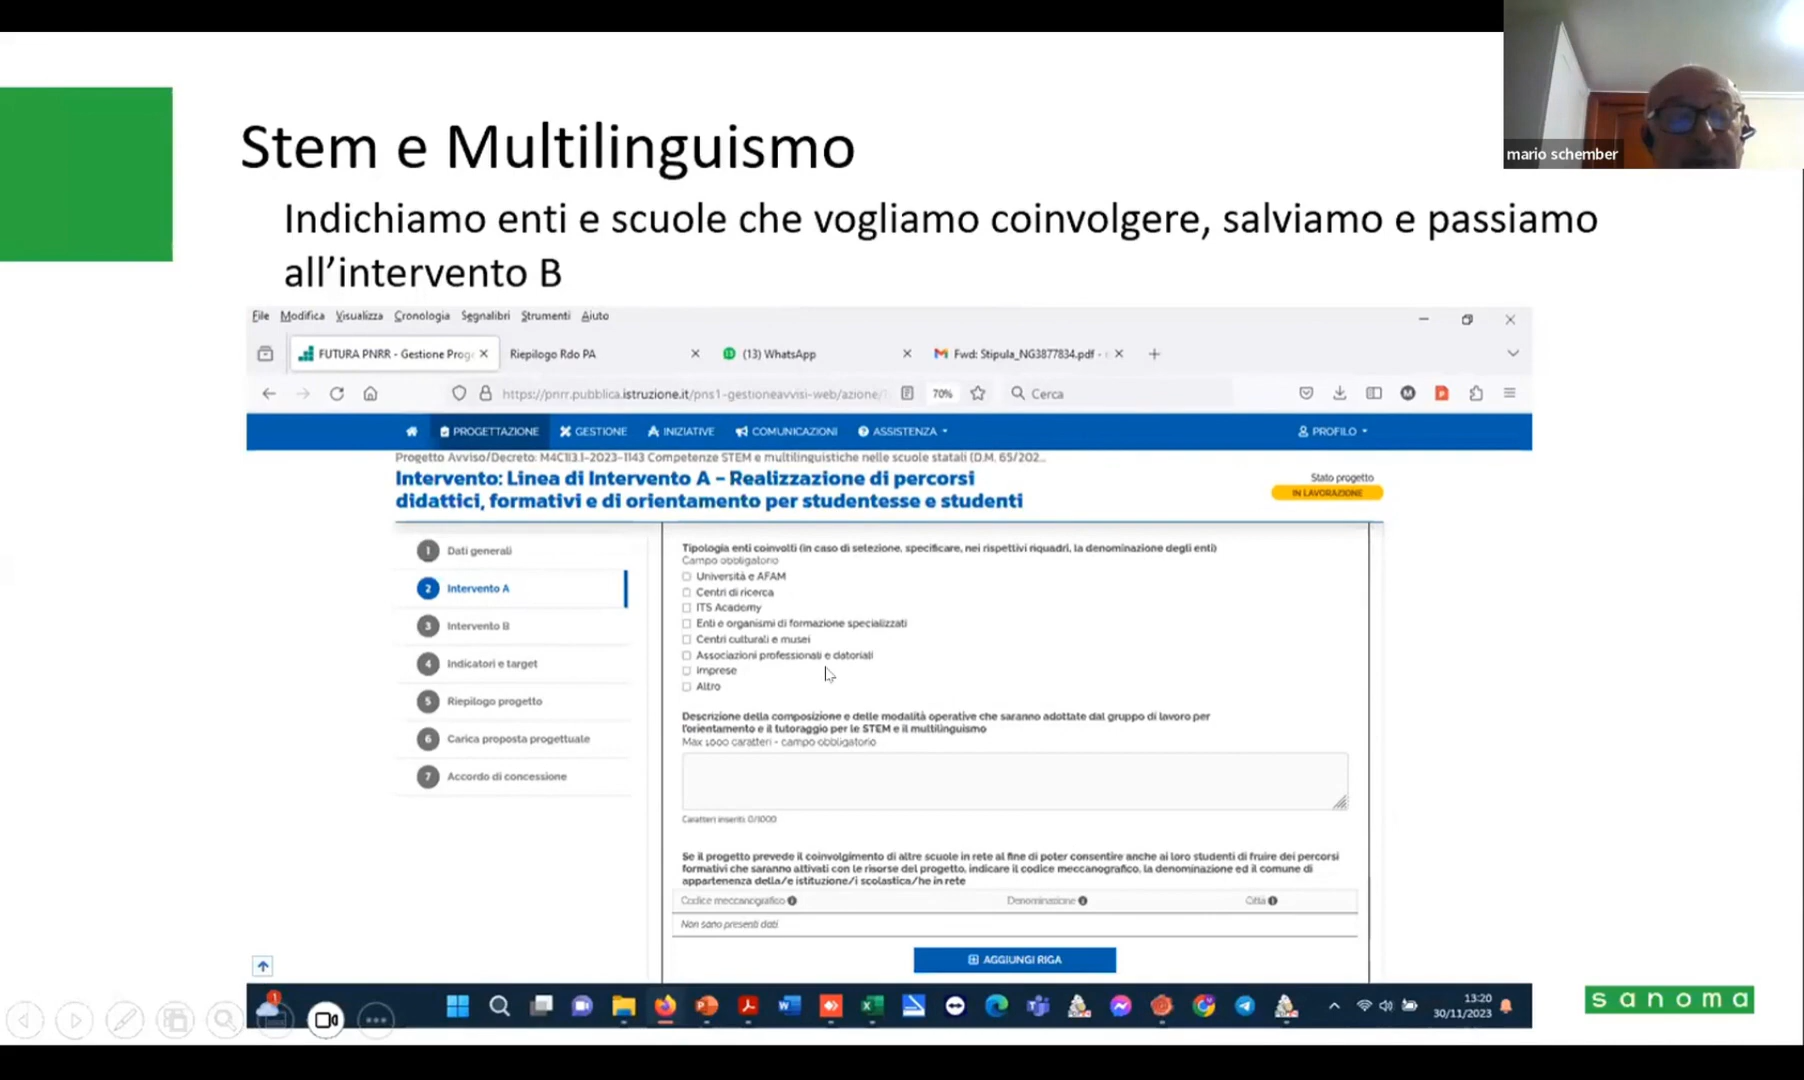 mario schember
Stem e Multilinguismo
Indichiamo enti e scuole che vogliamo coinvolgere, salviamo e passiamo
all’intervento B
File Modifica Visualizza Cronologia Segnalibri Strumenti Aiuto
FUTURA PNRR - Gestione Prog
Riepilogo Rdo PA
(13) WhatsApp
Fwd: Stipula_NG3877834.pdf -
https://pnrr.pubblica.istruzione.it/pns1-gestioneavvisi-web/azione/
70%
Cerca
PROGETTAZIONE GESTIONE INIZIATIVE COMUNICAZIONI ASSISTENZA PROFILO
Progetto Avviso/Decreto: M4C1I3.1-2023-1143 Competenze STEM e multilinguistiche nelle scuole statali (D.M. 65/202...
Intervento: Linea di Intervento A - Realizzazione di percorsi
didattici, formativi e di orientamento per studentesse e studenti
Stato progetto
IN LAVORAZIONE
1 Dati generali
2 Intervento A
3 Intervento B
4 Indicatori e target
5 Riepilogo progetto
6 Carica proposta progettuale
7 Accordo di concessione
Tipologia enti coinvolti (in caso di selezione, specificare, nei rispettivi riquadri, la denominazione degli enti)
Campo obbligatorio
Università e AFAM
Centri di ricerca
ITS Academy
Enti e organismi di formazione specializzati
Centri culturali e musei
Associazioni professionali e datoriali
Imprese
Altro
Descrizione della composizione e delle modalità operative che saranno adottate dal gruppo di lavoro per
l'orientamento e il tutoraggio per le STEM e il multilinguismo
Max 1000 caratteri - campo obbligatorio
Caratteri inseriti: 0/1000
Se il progetto prevede il coinvolgimento di altre scuole in rete al fine di poter consentire anche ai loro studenti di fruire dei percorsi
formativi che saranno attivati con le risorse del progetto, indicare il codice meccanografico, la denominazione ed il comune di
appartenenza della/e istituzione/i scolastica/he in rete
Codice meccanografico Denominazione Città
Non sono presenti dati
AGGIUNGI RIGA
1
13:20
30/11/2023
sanoma